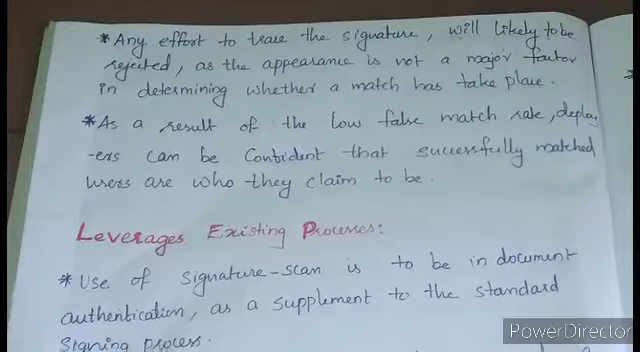 * Any effort to trace the signature, will likely to be
rejected, as the appearance is not a major factor
in determining whether a match has take place.
* As a result of the low false match rate, deploy
-ers can be Confident that successfully matched
users are who they claim to be.
Leverages Existing Processes:
* Use of signature-scan is to be in document
authentication, as a supplement to the standard
Signing process.
PowerDirector